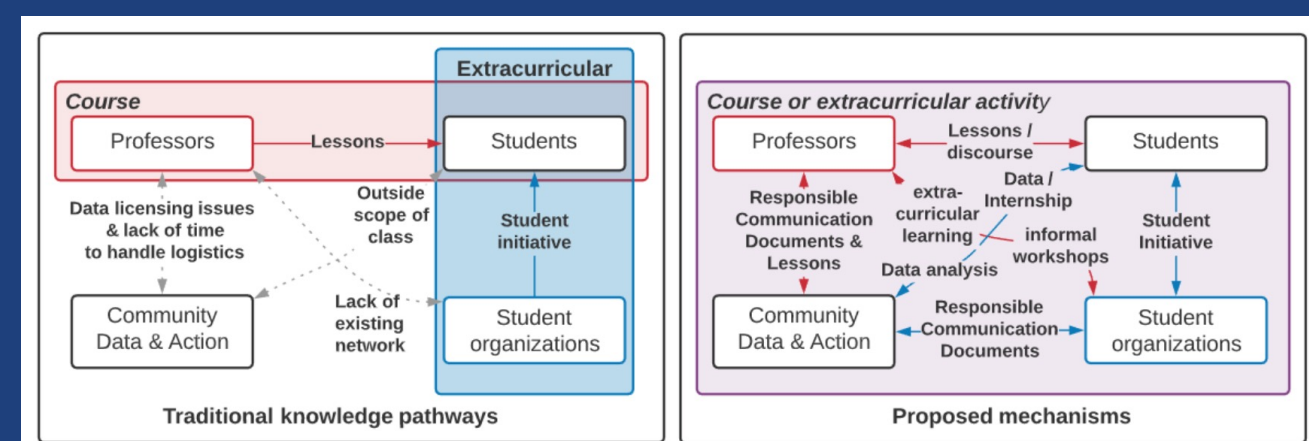 Extracurricular
Course
Professors
Lessons
Students
Data licensing issues
& lack of time
to handle logistics
Outside
scope of
class
Student
initiative
Community
Data & Action
Lack of
existing
network
Student
organizations
Traditional knowledge pathways
Course or extracurricular activity
Professors
Lessons /
discourse
Students
Responsible
Communication
Documents &
Lessons
extra-
curricular
learning
Data /
Internship
informal
workshops
Student
Initiative
Data analysis
Community
Data & Action
Responsible
Communication
Documents
Student
organizations
Proposed mechanisms